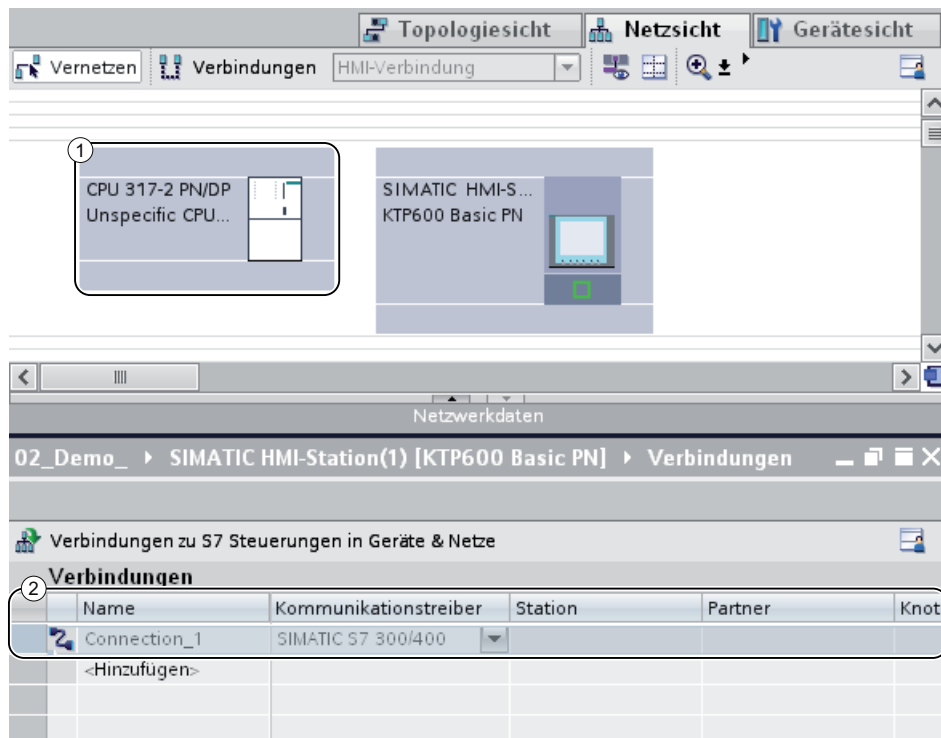 Topologiesicht Netzsicht Gerätesicht
Vernetzen Verbindungen HMI-Verbindung
1
CPU 317-2 PN/DP
Unspecific CPU...
SIMATIC HMI-S...
KTP600 Basic PN
Netzwerkdaten
02_Demo_ SIMATIC HMI-Station(1) [KTP600 Basic PN] Verbindungen
Verbindungen zu S7 Steuerungen in Geräte & Netze
Verbindungen
2
Name Kommunikationstreiber Station Partner Knot
Connection_1 SIMATIC S7 300/400
<Hinzufügen>